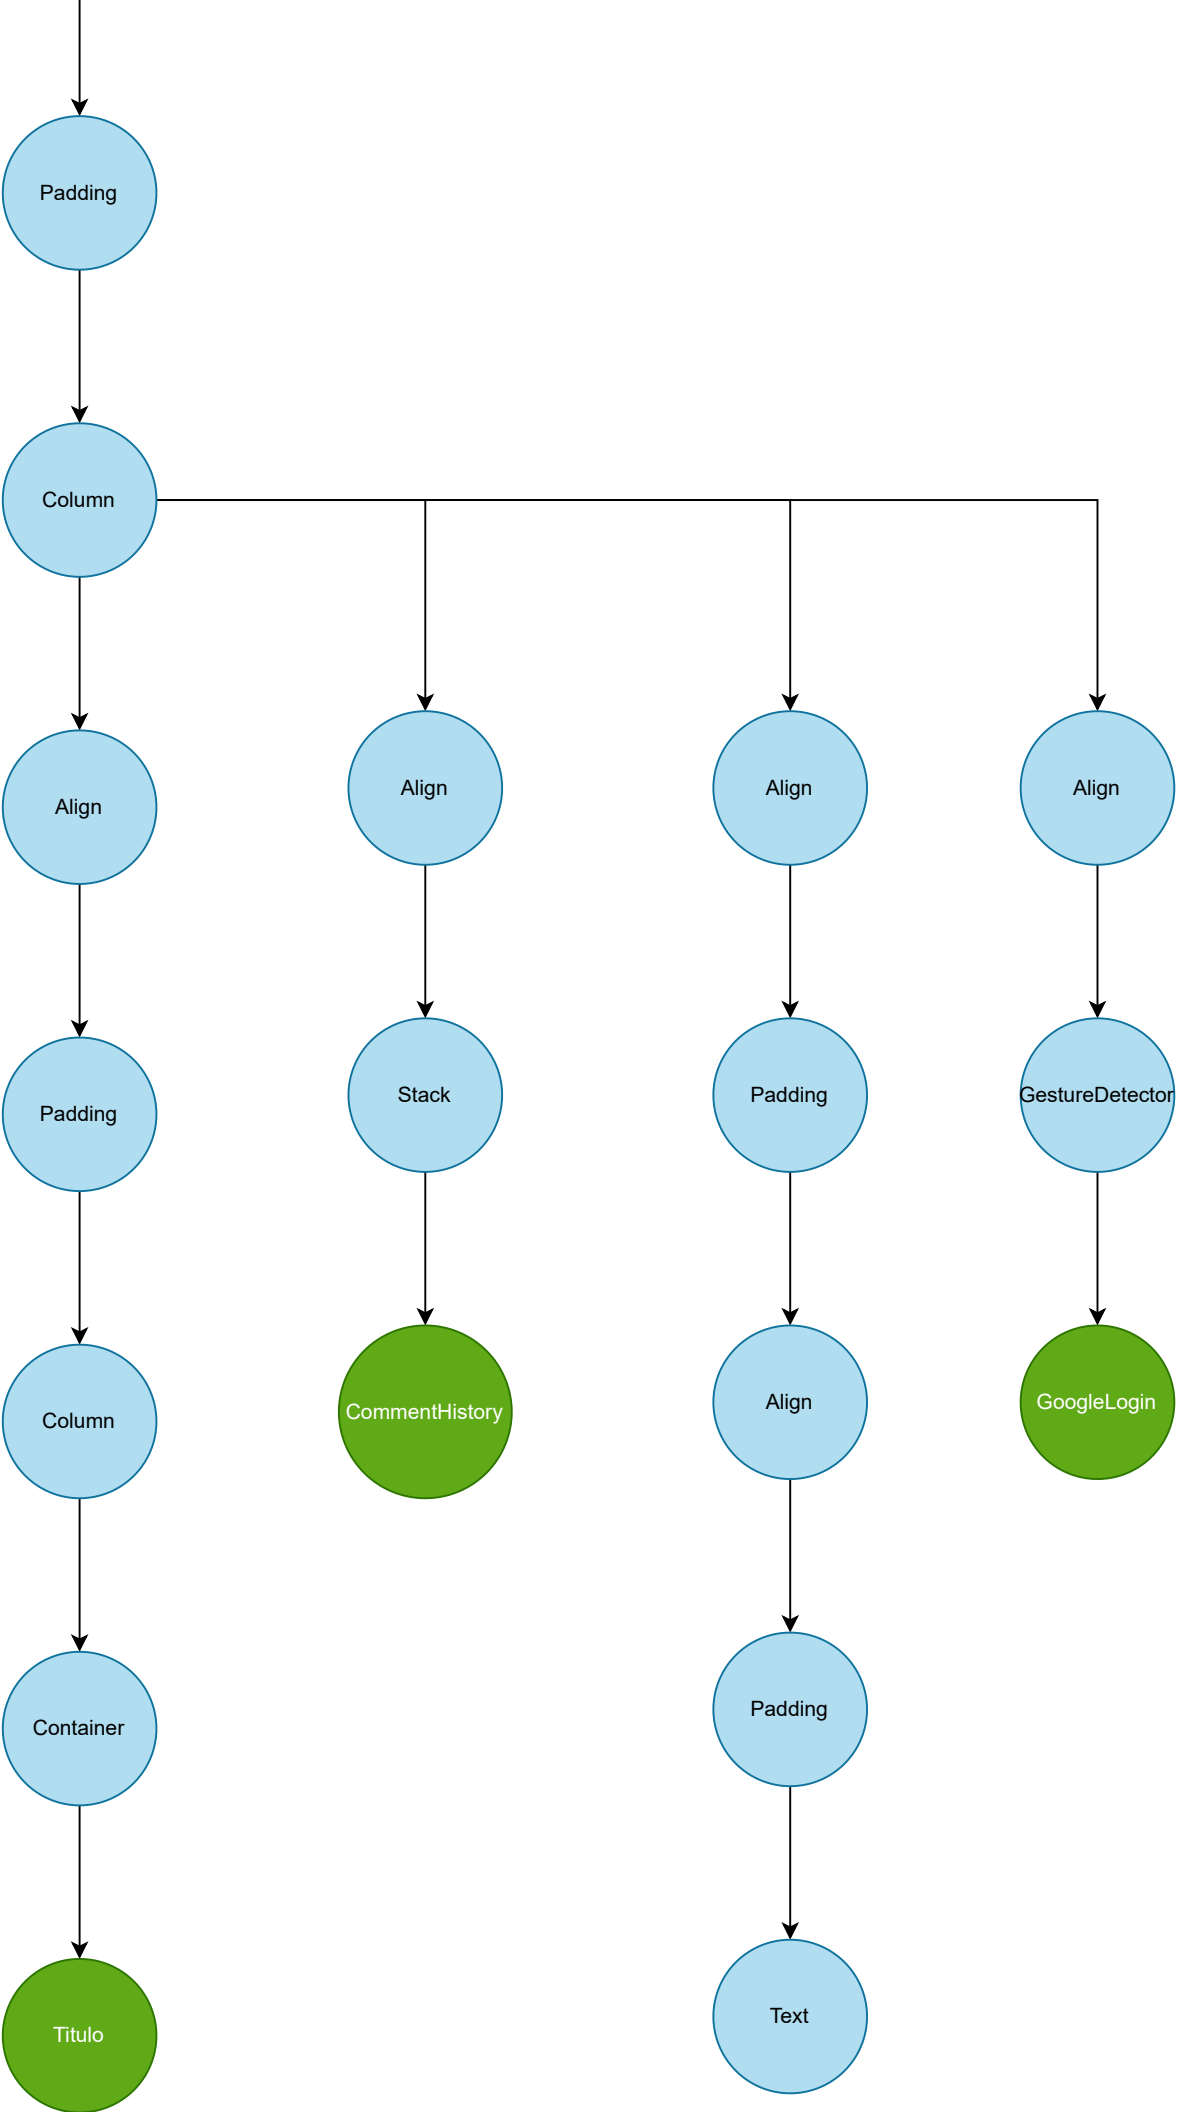 Padding
Column
Align
Align
Align
Align
Padding
Stack
Padding
GestureDetector
Column
CommentHistory
Align
GoogleLogin
Container
Padding
Titulo
Text